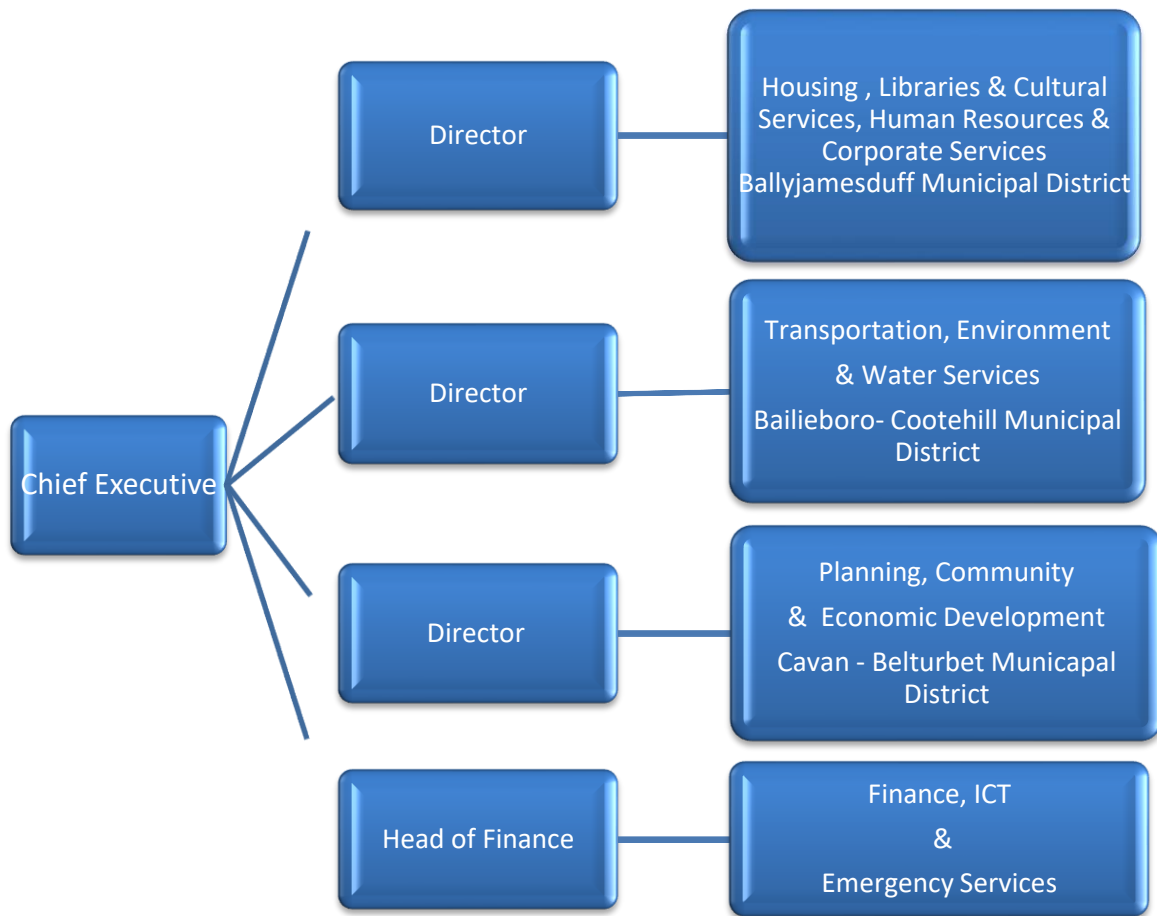 Chief Executive
Director
Housing , Libraries & Cultural
Services, Human Resources &
Corporate Services
Ballyjamesduff Municipal District
Director
Transportation, Environment
& Water Services
Bailieboro- Cootehill Municipal
District
Director
Planning, Community
& Economic Development
Cavan - Belturbet Municapal
District
Head of Finance
Finance, ICT
&
Emergency Services